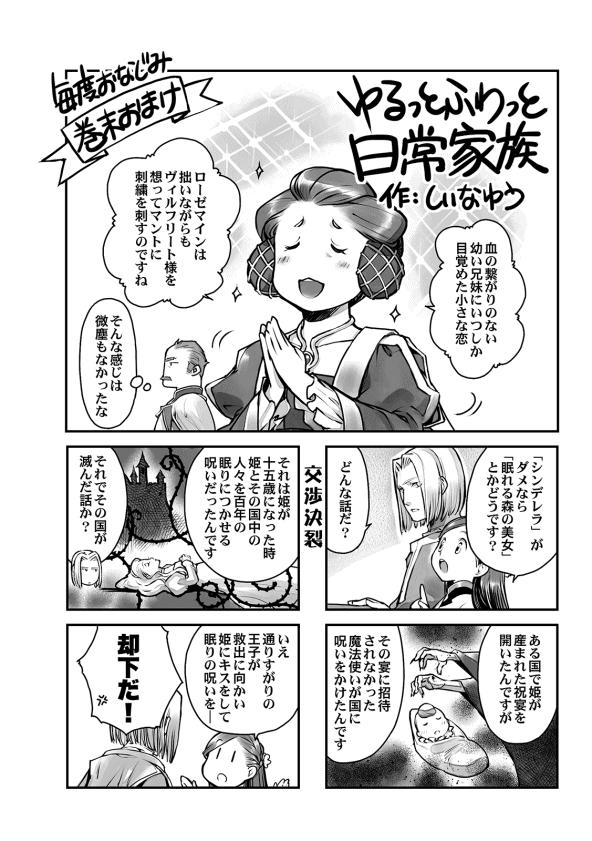 毎度おなじみ
巻末おまけ
ゆるっとふわっと
日常家族
作：しいなゆう
血の繋がりのない
幼い兄妹にいつしか
目覚めた小さな恋
ローゼマインは
拙いながらも
ヴィルフリート様を
想ってマントに
刺繍を刺すのですね
そんな感じは
微塵もなかったな
交渉決裂
「シンデレラ」が
ダメなら
「眠れる森の美女」
とかどうです？
どんな話だ？
ある国で姫が
産まれた祝宴を
開いたんですが
その宴に招待
されなかった
魔法使いが国に
呪いをかけたんです
それは姫が
十五歳になった時
姫とその国中の
人々を百年の
眠りにつかせる
呪いだったんです
それでその国が
滅んだ話か？
いえ
通りすがりの
王子が
救出に向かい
姫にキスをして
眠りの呪いを―
却下だ！